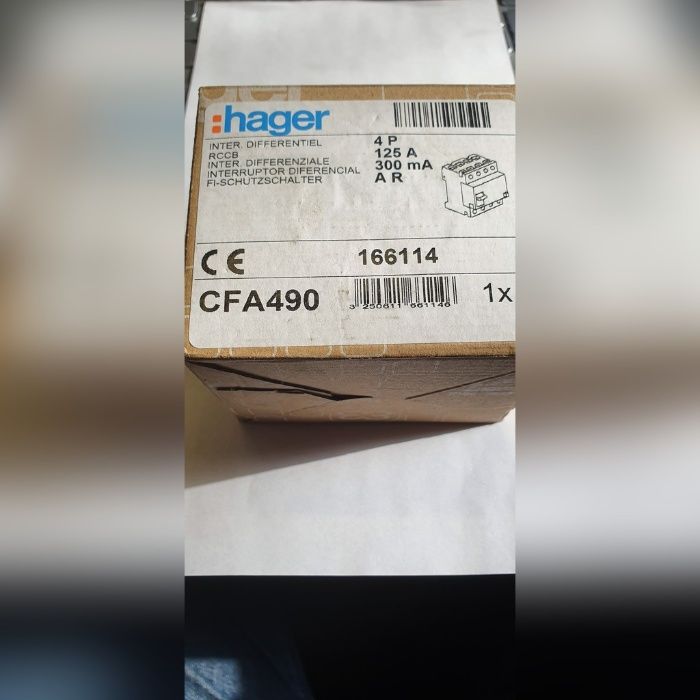 :hager
INTER. DIFFERENTIEL
RCCB
INTER. DIFFERENZIALE
INTERRUPTOR DIFERENCIAL
FI-SCHUTZSCHALTER
4 P
125 A
300 mA
A R
CE
166114
CFA490
3 250611 661146
1x